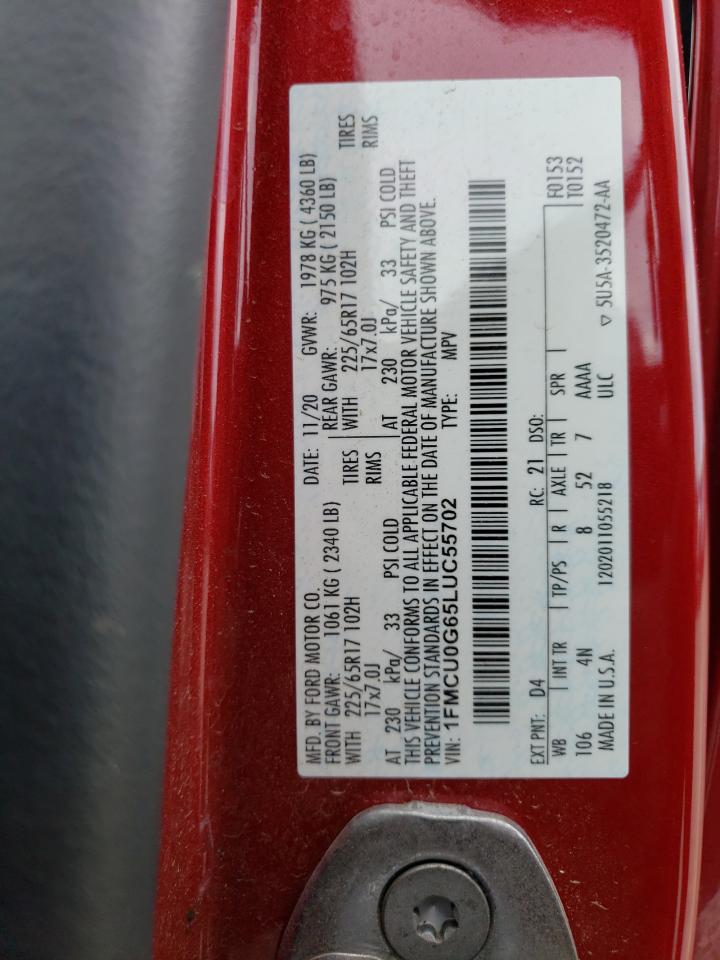 MFD. BY FORD MOTOR CO. DATE: 11/20 GVWR: 1978 KG ( 4360 LB)
FRONT GAWR: 1061 KG ( 2340 LB) REAR GAWR: 975 KG ( 2150 LB)
WITH 225/65R17 102H TIRES WITH 225/65R17 102H TIRES
17x7.0J RIMS 17x7.0J RIMS
AT 230 kPa/ 33 PSI COLD AT 230 kPa/ 33 PSI COLD
THIS VEHICLE CONFORMS TO ALL APPLICABLE FEDERAL MOTOR VEHICLE SAFETY AND THEFT
PREVENTION STANDARDS IN EFFECT ON THE DATE OF MANUFACTURE SHOWN ABOVE.
VIN: 1FMCU0G65LUC55702 TYPE: MPV
F0153
EXT PNT: D4 RC: 21 DSO: T0152
WB INT TR TP/PS R AXLE TR SPR
106 4N 8 52 7 AAAA
MADE IN U.S.A. 1202011055218 ULC ▽ 5U5A-3520472-AA